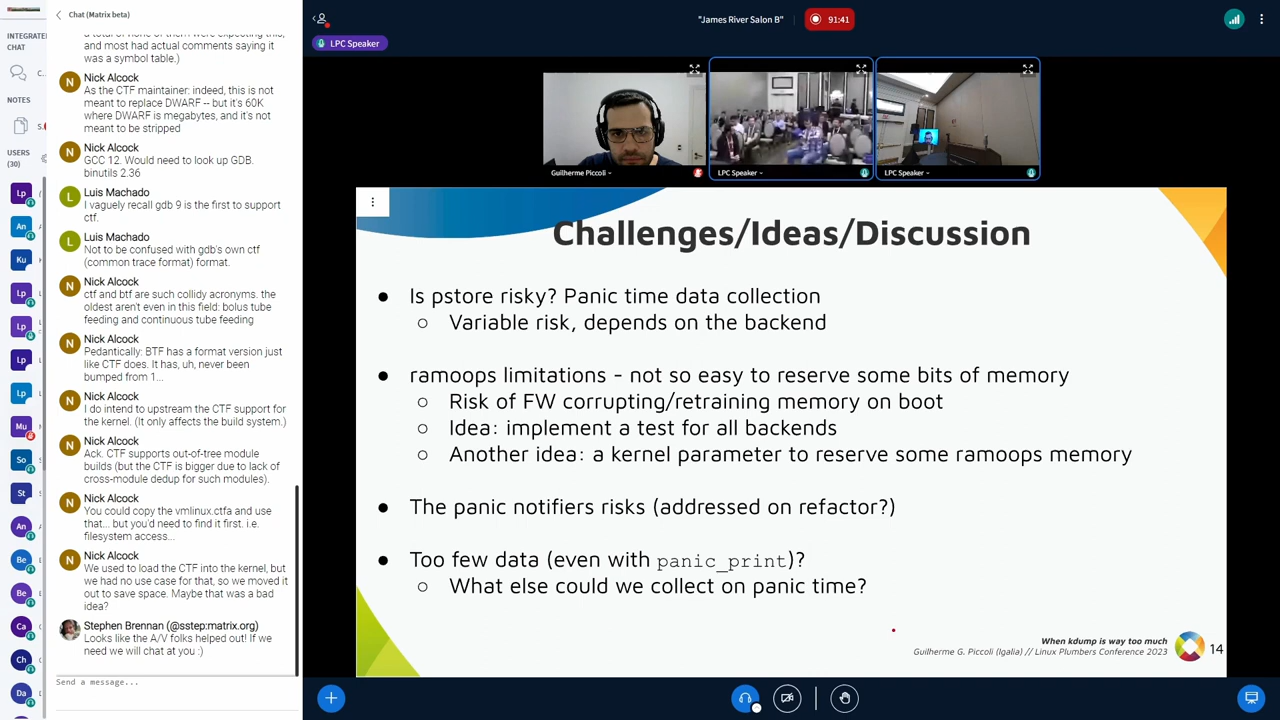 Chat (Matrix beta)
INTEGRATE
CHAT
C.
NOTES
S.
USERS
(30)
Lp
An
Ku
Lp
Lp
Lp
Lp
Mu
So
St
An
Be
Be
Ca
Ch
Da
a total of none of them were expecting this,
and most had actual comments saying it
was a symbol table.)
N
Nick Alcock
As the CTF maintainer: indeed, this is not
meant to replace DWARF -- but it's 60K
where DWARF is megabytes, and it's not
meant to be stripped
N
Nick Alcock
GCC 12. Would need to look up GDB.
binutils 2.36
L
Luis Machado
I vaguely recall gdb 9 is the first to support
ctf.
L
Luis Machado
Not to be confused with gdb's own ctf
(common trace format) format.
N
Nick Alcock
ctf and btf are such collidy acronyms. the
oldest aren't even in this field: bolus tube
feeding and continuous tube feeding
N
Nick Alcock
Pedantically: BTF has a format version just
like CTF does. It has, uh, never been
bumped from 1...
N
Nick Alcock
I do intend to upstream the CTF support for
the kernel. (It only affects the build system.)
N
Nick Alcock
Ack. CTF supports out-of-tree module
builds (but the CTF is bigger due to lack of
cross-module dedup for such modules).
N
Nick Alcock
You could copy the vmlinux.ctfa and use
that... but you'd need to find it first. i.e.
filesystem access...
N
Nick Alcock
We used to load the CTF into the kernel, but
we had no use case for that, so we moved it
out to save space. Maybe that was a bad
idea?
Stephen Brennan (@sstep:matrix.org)
Looks like the A/V folks helped out! If we
need we will chat at you :)
Send a message...
"James River Salon B"
91:41
LPC Speaker
Guilherme Piccoli
LPC Speaker
LPC Speaker
Challenges/Ideas/Discussion
● Is pstore risky? Panic time data collection
○ Variable risk, depends on the backend
● ramoops limitations - not so easy to reserve some bits of memory
○ Risk of FW corrupting/retraining memory on boot
○ Idea: implement a test for all backends
○ Another idea: a kernel parameter to reserve some ramoops memory
● The panic notifiers risks (addressed on refactor?)
● Too few data (even with panic_print)?
○ What else could we collect on panic time?
When kdump is way too much
Guilherme G. Piccoli (Igalia) // Linux Plumbers Conference 2023
14